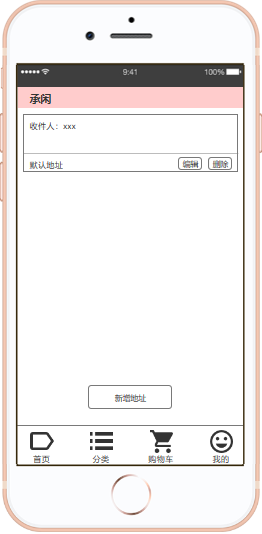 9:41 100%
承闲
收件人：xxx
默认地址 编辑 删除
新增地址
首页 分类 购物车 我的